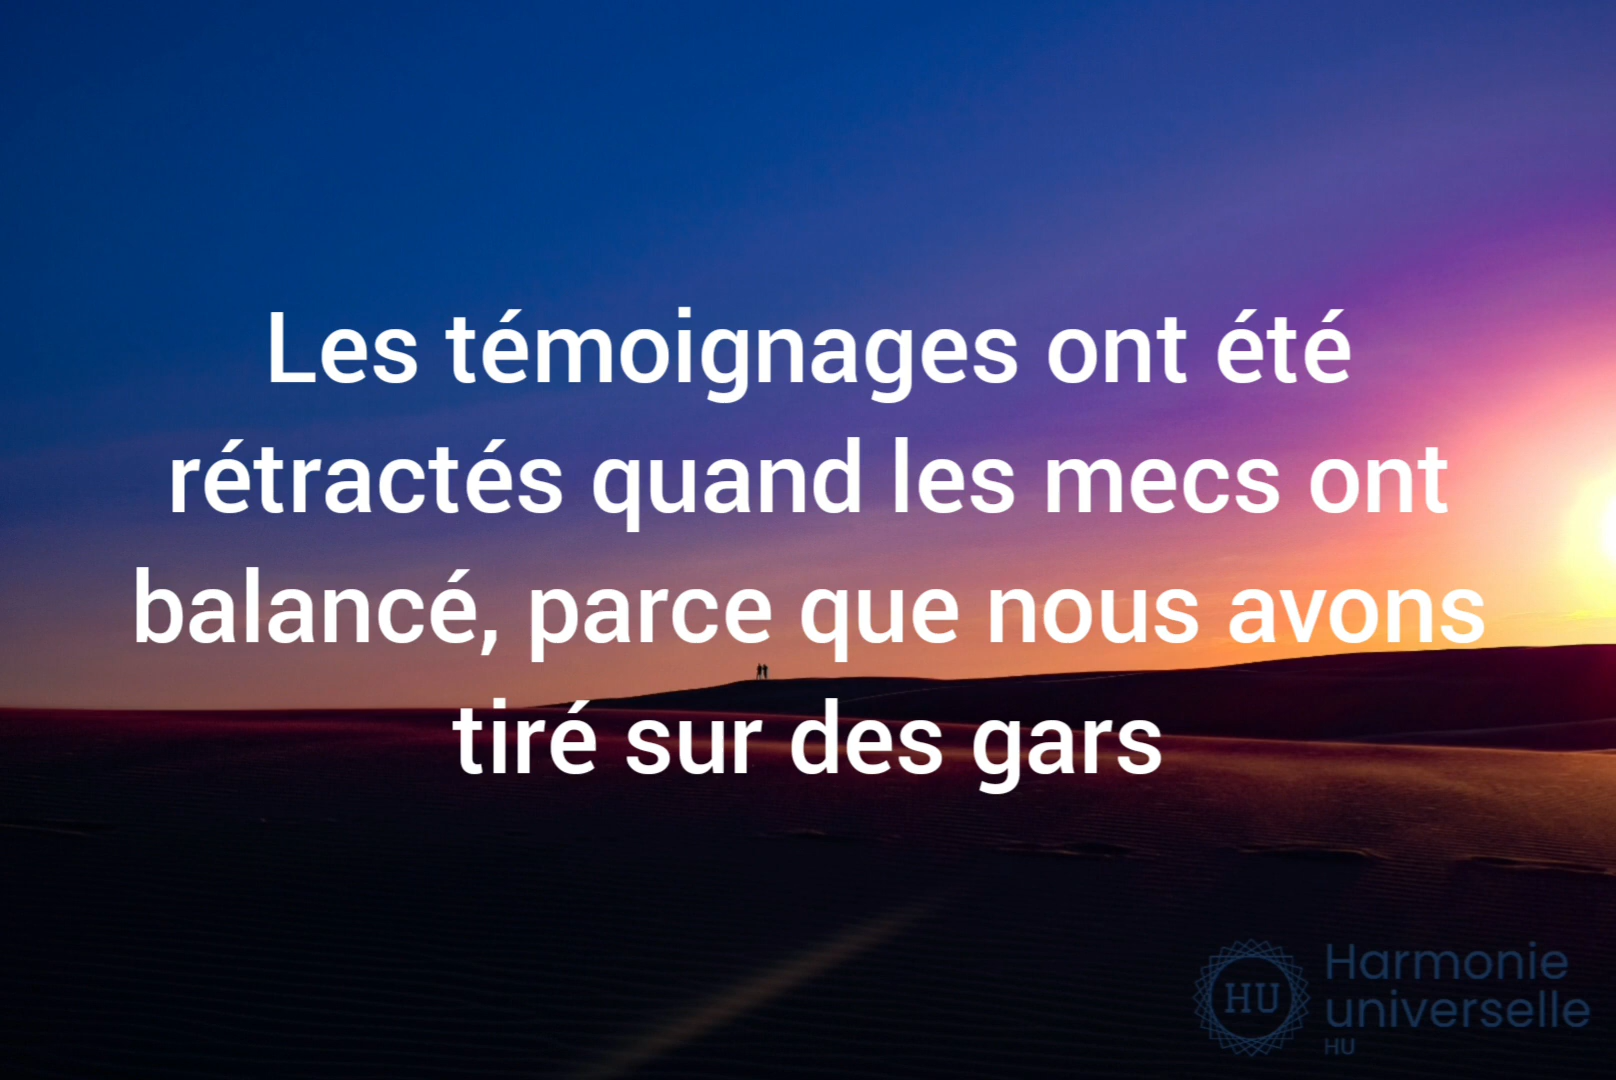 Les témoignages ont été
rétractés quand les mecs ont
balancé, parce que nous avons
tiré sur des gars
HU
Harmonie
universelle
HU